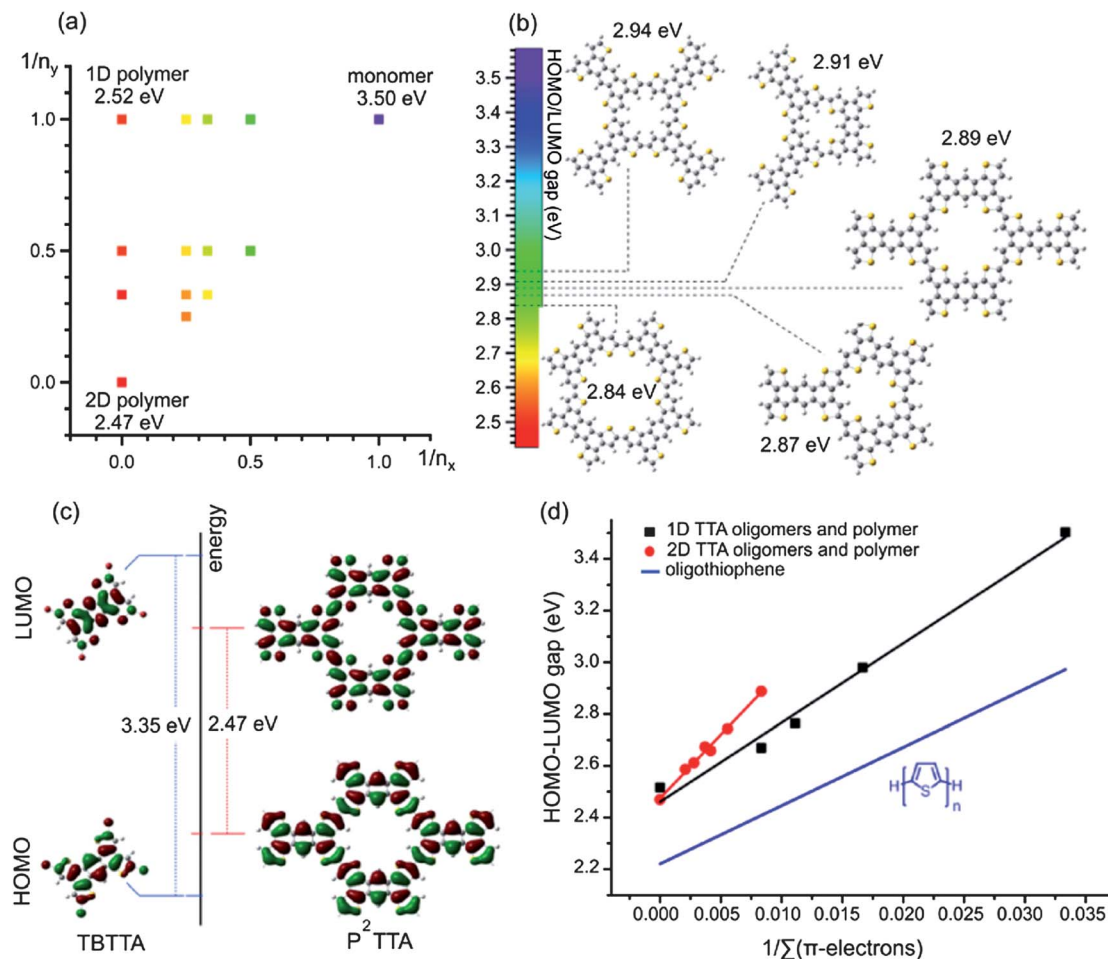 (a)
1/ny
1D polymer
2.52 eV
monomer
3.50 eV
1.0
0.5
0.0
2D polymer
2.47 eV
0.0
0.5
1.0
1/nx
(b)
HOMO/LUMO gap (eV)
3.5
3.4
3.3
3.2
3.1
3.0
2.9
2.8
2.7
2.6
2.5
2.94 eV
2.91 eV
2.89 eV
2.84 eV
2.87 eV
(c)
energy
LUMO
3.35 eV
2.47 eV
HOMO
TBTTA
P²TTA
(d)
1D TTA oligomers and polymer
2D TTA oligomers and polymer
oligothiophene
HOMO-LUMO gap (eV)
3.4
3.2
3.0
2.8
2.6
2.4
2.2
H
S
H
n
0.000
0.005
0.010
0.015
0.020
0.025
0.030
0.035
1/∑(π-electrons)